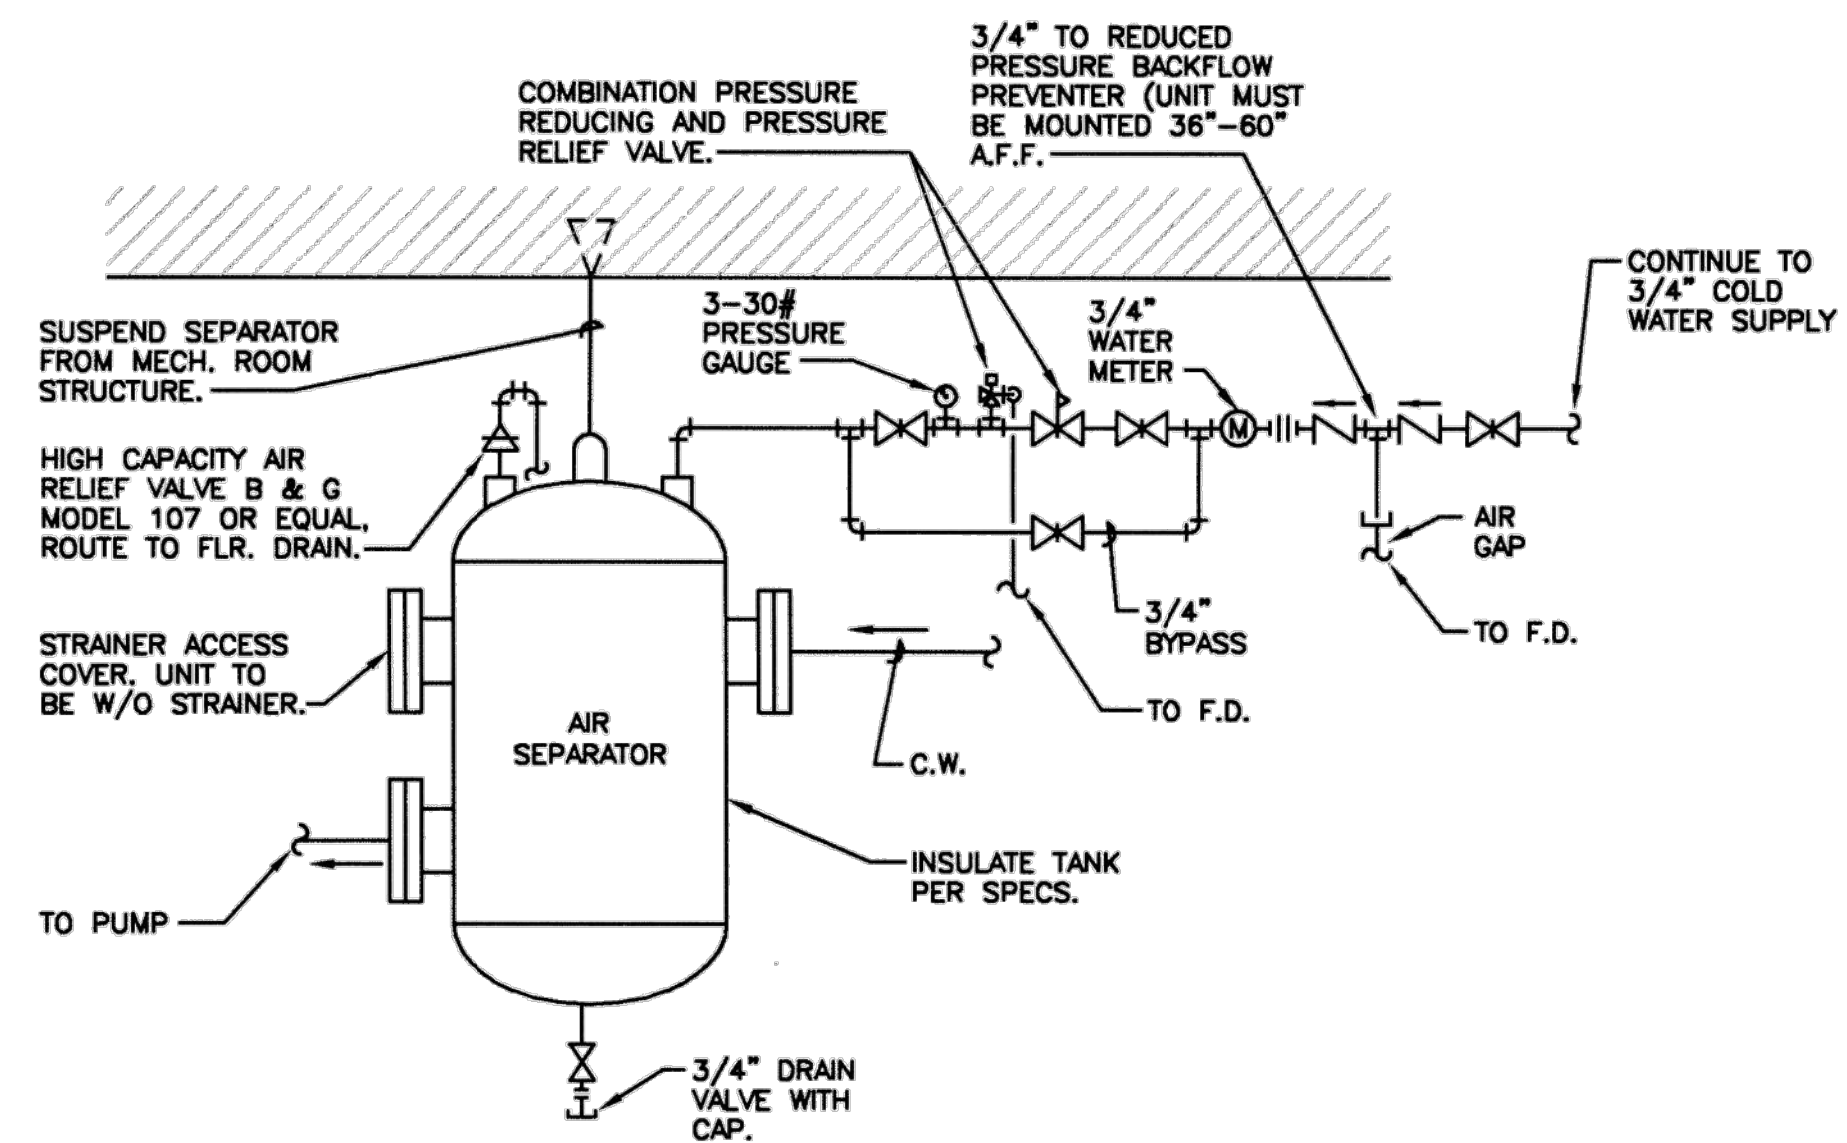 3/4" TO REDUCED
PRESSURE BACKFLOW
PREVENTER (UNIT MUST
BE MOUNTED 36"-60"
A.F.F.
COMBINATION PRESSURE
REDUCING AND PRESSURE
RELIEF VALVE.
CONTINUE TO
3/4" COLD
WATER SUPPLY
3-30#
PRESSURE
GAUGE
3/4"
WATER
METER
SUSPEND SEPARATOR
FROM MECH. ROOM
STRUCTURE.
M
HIGH CAPACITY AIR
RELIEF VALVE B & G
MODEL 107 OR EQUAL,
ROUTE TO FLR. DRAIN.
AIR
GAP
3/4"
BYPASS
TO F.D.
STRAINER ACCESS
COVER. UNIT TO
BE W/O STRAINER.
TO F.D.
AIR
SEPARATOR
C.W.
INSULATE TANK
PER SPECS.
TO PUMP
3/4" DRAIN
VALVE WITH
CAP.